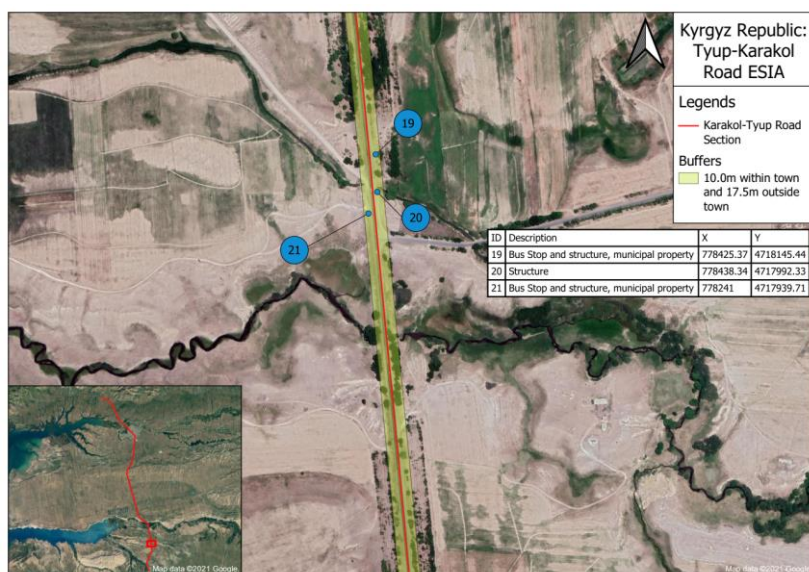 Kyrgyz Republic:
Tyup-Karakol
Road ESIA
Legends
Karakol-Tyup Road
Section
Buffers
10.0m within town
and 17.5m outside
town
19
20
21
ID Description X Y
19 Bus Stop and structure, municipal property 778425.37 4718145.44
20 Structure 778438.34 4717992.33
21 Bus Stop and structure, municipal property 778241 4717939.71
Map data ©2021 Google
Map data ©2021 Google